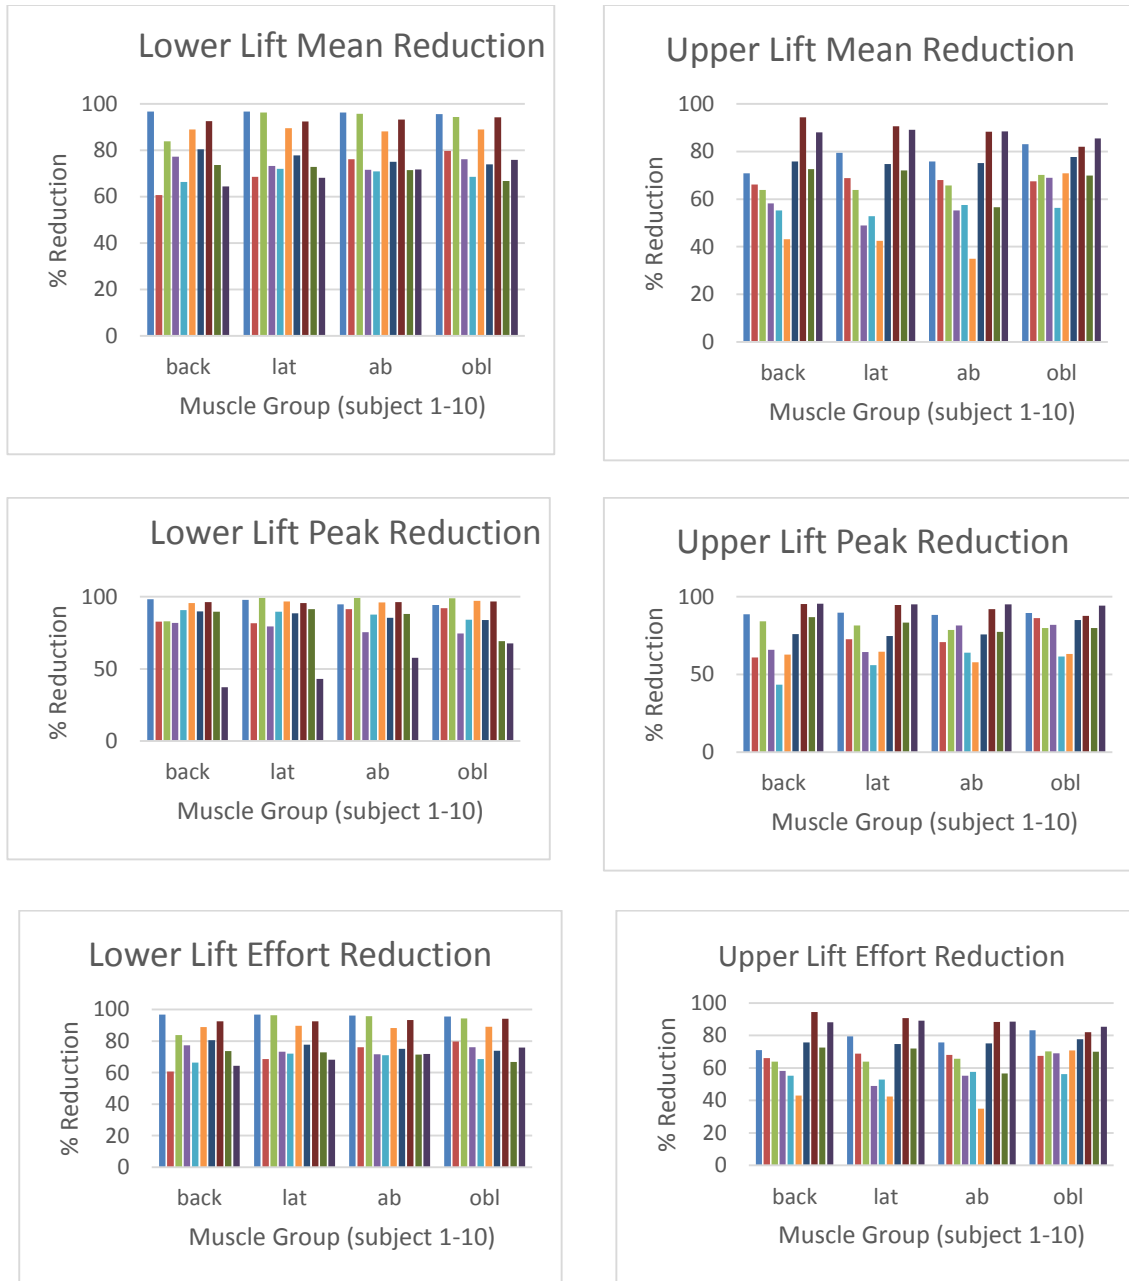 Lower Lift Mean Reduction
% Reduction
100
80
60
40
20
0
back lat ab obl
Muscle Group (subject 1-10)
Upper Lift Mean Reduction
% Reduction
100
80
60
40
20
0
back lat ab obl
Muscle Group (subject 1-10)
Lower Lift Peak Reduction
% Reduction
100
50
0
back lat ab obl
Muscle Group (subject 1-10)
Upper Lift Peak Reduction
% Reduction
100
50
0
back lat ab obl
Muscle Group (subject 1-10)
Lower Lift Effort Reduction
% Reduction
100
80
60
40
20
0
back lat ab obl
Muscle Group (subject 1-10)
Upper Lift Effort Reduction
% Reduction
100
80
60
40
20
0
back lat ab obl
Muscle Group (subject 1-10)